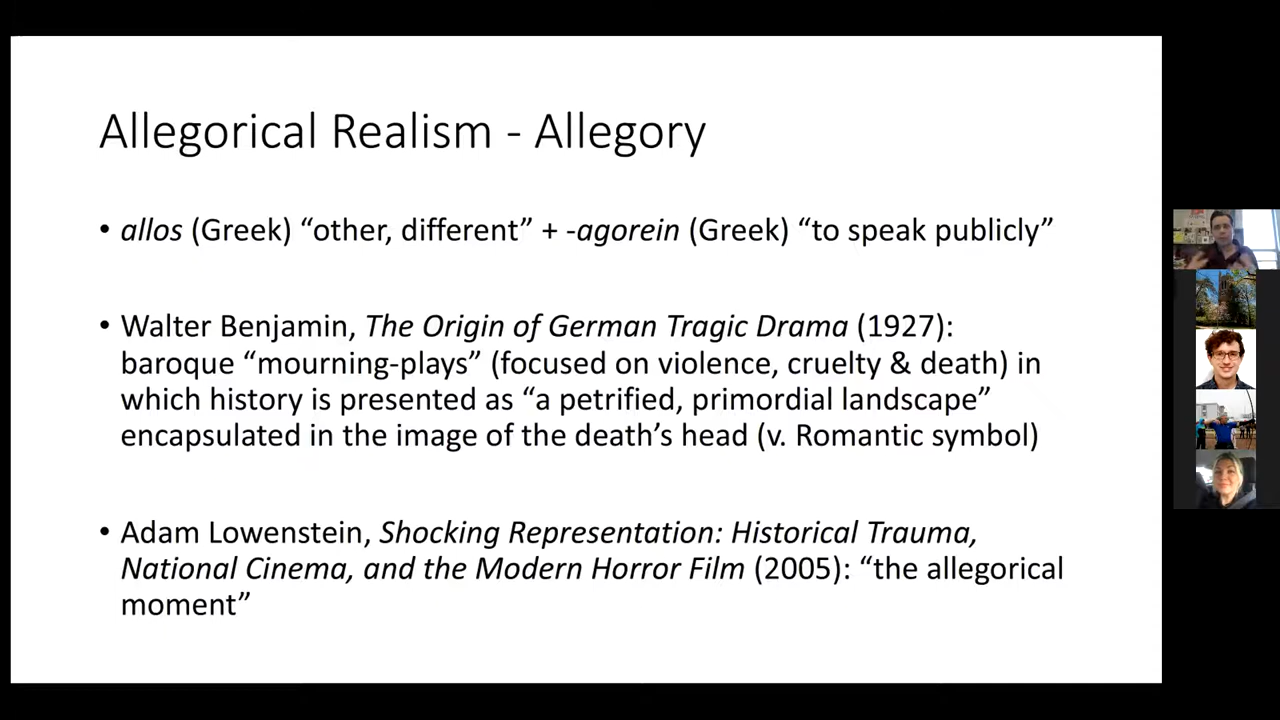 Allegorical Realism - Allegory
• allos (Greek) “other, different” + -agorein (Greek) “to speak publicly”
• Walter Benjamin, The Origin of German Tragic Drama (1927):
baroque “mourning-plays” (focused on violence, cruelty & death) in
which history is presented as “a petrified, primordial landscape”
encapsulated in the image of the death’s head (v. Romantic symbol)
• Adam Lowenstein, Shocking Representation: Historical Trauma,
National Cinema, and the Modern Horror Film (2005): “the allegorical
moment”